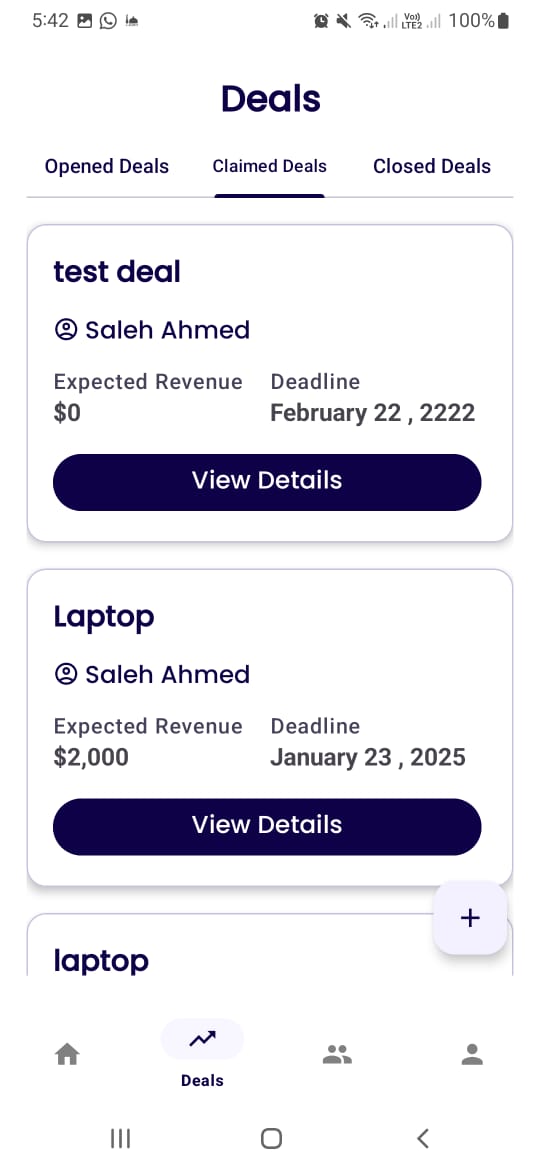 5:42
Vo))
LTE2
100%
Deals
Opened Deals Claimed Deals Closed Deals
test deal
Saleh Ahmed
Expected Revenue Deadline
$0 February 22 , 2222
View Details
Laptop
Saleh Ahmed
Expected Revenue Deadline
$2,000 January 23 , 2025
View Details
+
laptop
Deals